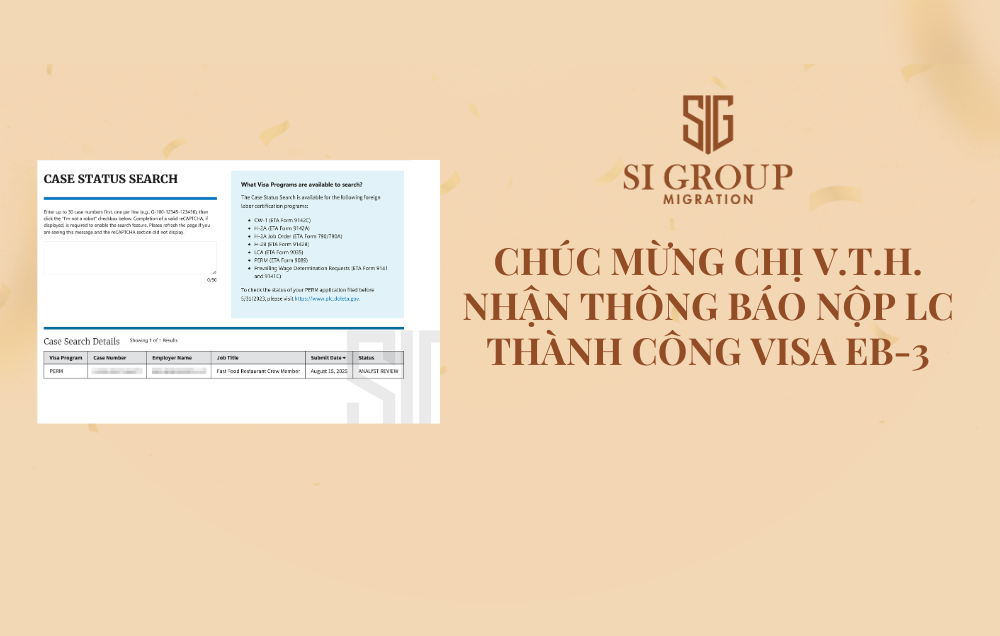 CASE STATUS SEARCH
Enter up to 30 case numbers first, one per line (e.g., G-100-12345-123456), then
click the "I'm not a robot" checkbox below. Completion of a valid reCAPTCHA, if
displayed, is required to enable the search feature. Please refresh the page if you
are seeing this message and the reCAPTCHA section did not display.
0/30
What Visa Programs are available to search?
The Case Status Search is available for the following foreign
labor certification programs:
CW-1 (ETA Form 9142C)
H-2A (ETA Form 9142A)
H-2A Job Order (ETA Form 790/790A)
H-2B (ETA Form 9142B)
LCA (ETA Form 9035)
PERM (ETA Form 9089)
Prevailing Wage Determination Requests (ETA Form 9141
and 9141C)
To check the status of your PERM application filed before
5/31/2023, please visit https://www.plc.doleta.gov.
Case Search Details Showing 1 of 1 Results
Visa Program Case Number Employer Name Job Title Submit Date Status
PERM Fast Food Restaurant Crew Member August 15, 2025 ANALYST REVIEW
SIG
SIG
SI GROUP
MIGRATION
CHÚC MỪNG CHỊ V.T.H.
NHẬN THÔNG BÁO NỘP LC
THÀNH CÔNG VISA EB-3